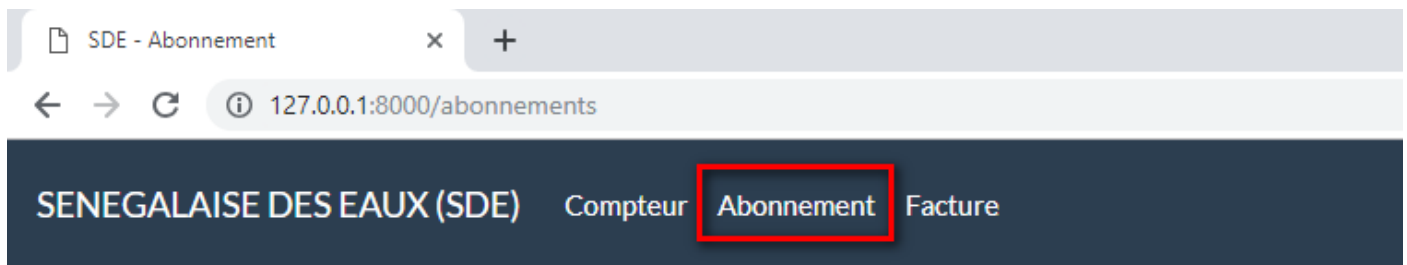 SDE - Abonnement
127.0.0.1:8000/abonnements
SENEGALAISE DES EAUX (SDE) Compteur Abonnement Facture